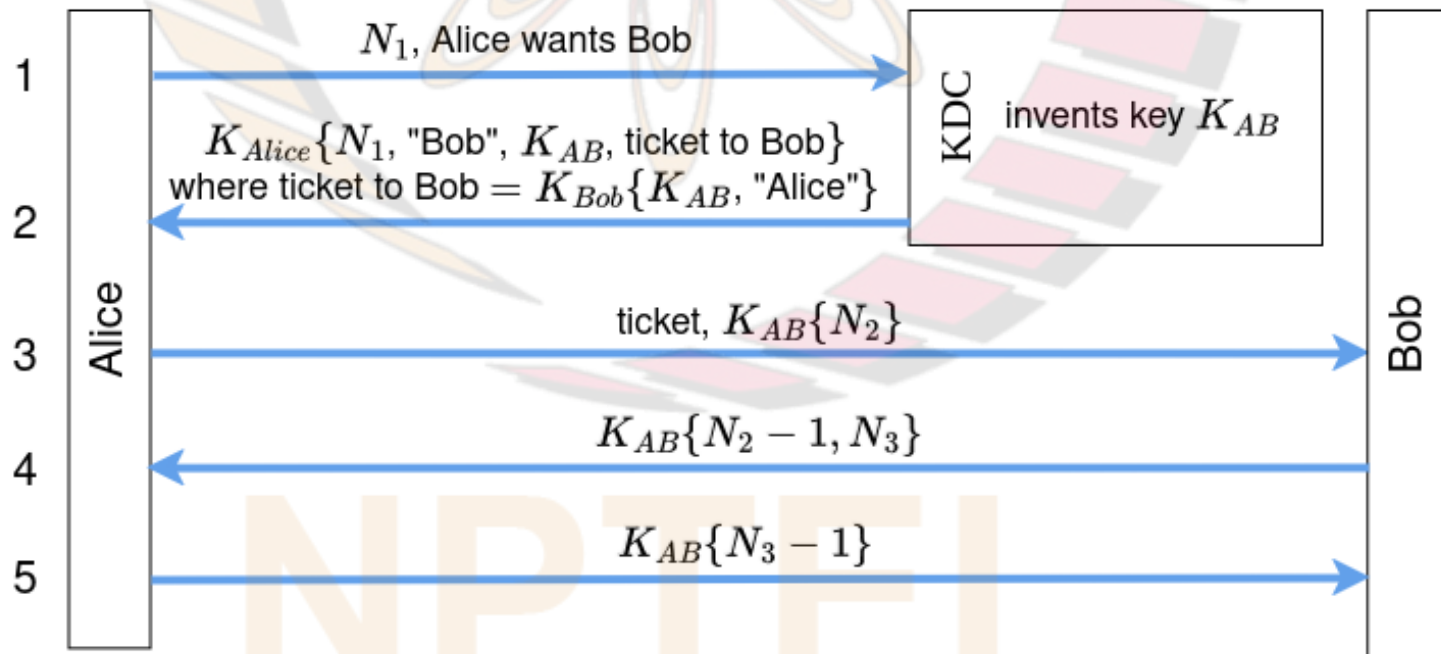 1
N₁, Alice wants Bob
KDC
invents key K_AB
K_Alice{N₁, "Bob", K_AB, ticket to Bob}
where ticket to Bob = K_Bob{K_AB, "Alice"}
2
Alice
Bob
3
ticket, K_AB{N₂}
4
K_AB{N₂ − 1, N₃}
5
K_AB{N₃ − 1}
NPTEL